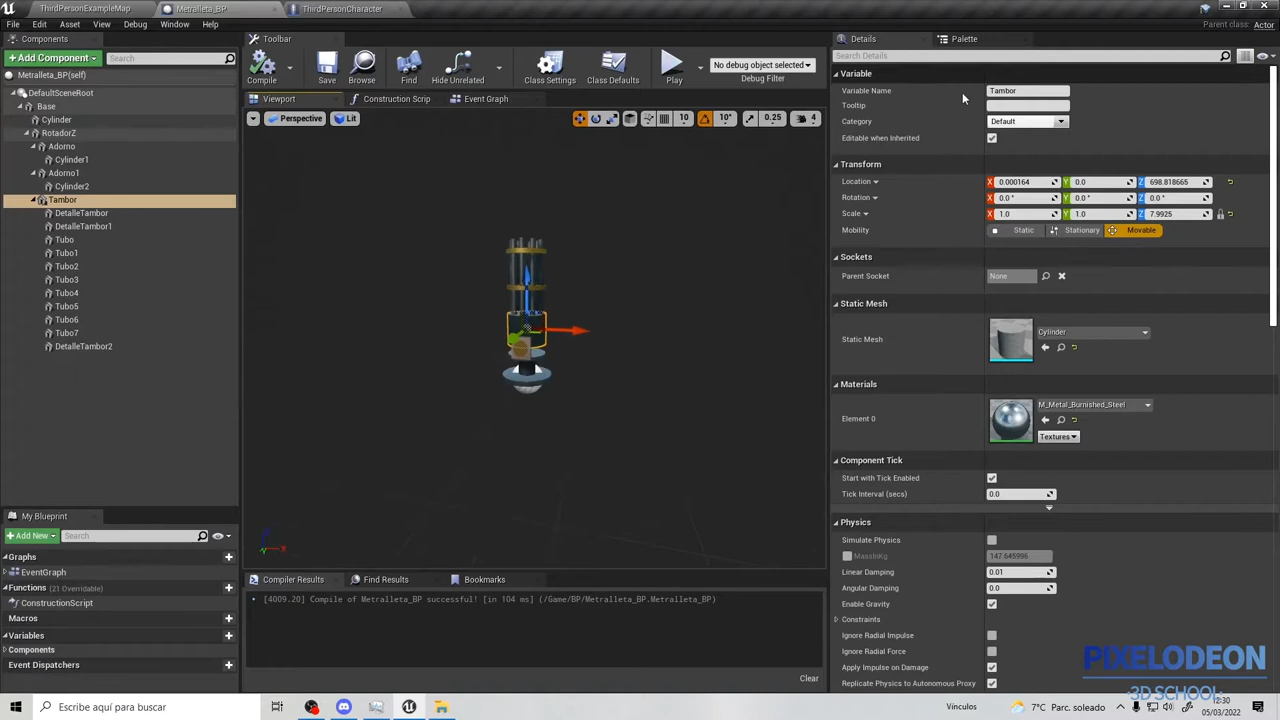 ThirdPersonExampleMap
Metralleta_BP
ThirdPersonCharacter
File Edit Asset View Debug Window Help
Parent class: Actor
Components
+ Add Component
Search
Metralleta_BP(self)
DefaultSceneRoot
Base
Cylinder
RotadorZ
Adorno
Cylinder1
Adorno1
Cylinder2
Tambor
DetalleTambor
DetalleTambor1
Tubo
Tubo1
Tubo2
Tubo3
Tubo4
Tubo5
Tubo6
Tubo7
DetalleTambor2
My Blueprint
+ Add New
Search
Graphs
EventGraph
Functions (21 Overridable)
ConstructionScript
Macros
Variables
Components
Event Dispatchers
Toolbar
Compile
Save
Browse
Find
Hide Unrelated
Class Settings
Class Defaults
Play
No debug object selected
Debug Filter
Viewport
Construction Scrip
Event Graph
Perspective
Lit
10
10°
0.25
4
Compiler Results
Find Results
Bookmarks
[4009.20] Compile of Metralleta_BP successful! [in 104 ms] (/Game/BP/Metralleta_BP.Metralleta_BP)
Clear
Details
Palette
Search Details
Variable
Variable Name Tambor
Tooltip
Category Default
Editable when Inherited
Transform
Location X 0.000164 Y 0.0 Z 698.818665
Rotation X 0.0 ° Y 0.0 ° Z 0.0 °
Scale X 1.0 Y 1.0 Z 7.9925
Mobility Static Stationary Movable
Sockets
Parent Socket None
Static Mesh
Static Mesh Cylinder
Materials
Element 0 M_Metal_Burnished_Steel
Textures
Component Tick
Start with Tick Enabled
Tick Interval (secs) 0.0
Physics
Simulate Physics
MassInKg 147.645996
Linear Damping 0.01
Angular Damping 0.0
Enable Gravity
Constraints
Ignore Radial Impulse
Ignore Radial Force
Apply Impulse on Damage
Replicate Physics to Autonomous Proxy
PIXELODEON
3D SCHOOL
Escribe aquí para buscar
Vínculos
7°C Parc. soleado
12:30
05/03/2022